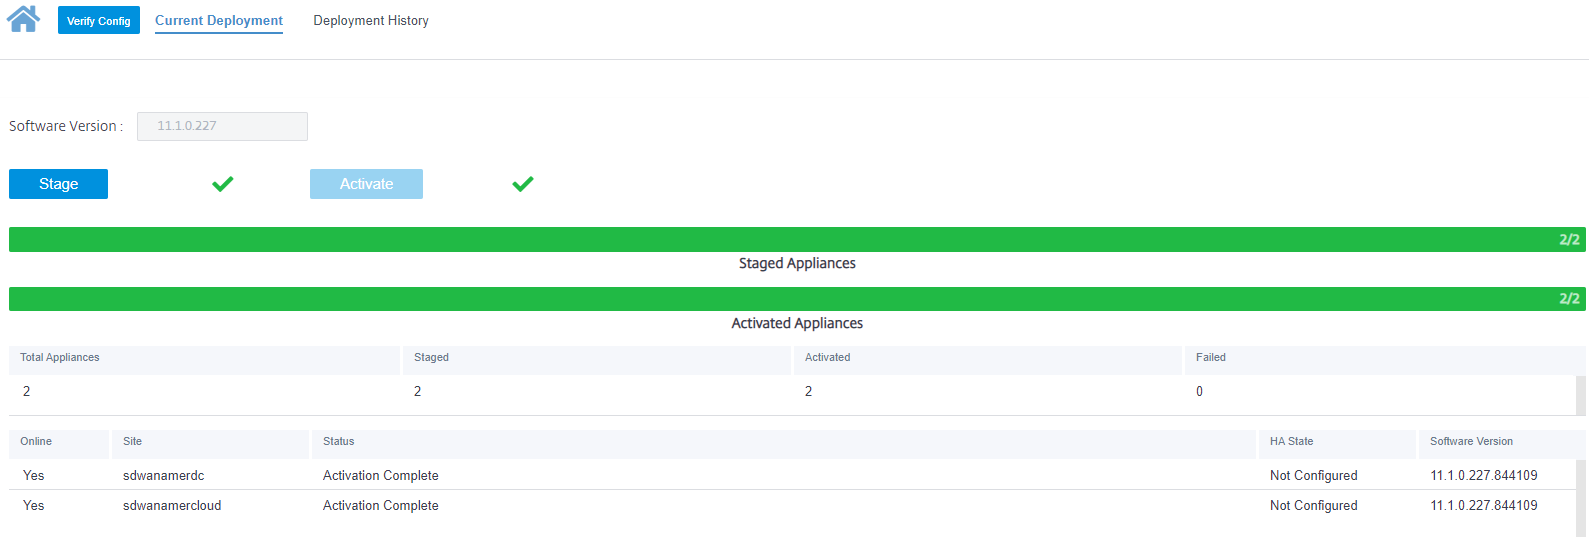 Verify Config Current Deployment Deployment History
Software Version : 11.1.0.227
Stage Activate
2/2
Staged Appliances
2/2
Activated Appliances
Total Appliances Staged Activated Failed
2 2 2 0
Online Site Status HA State Software Version
Yes sdwanamerdc Activation Complete Not Configured 11.1.0.227.844109
Yes sdwanamercloud Activation Complete Not Configured 11.1.0.227.844109